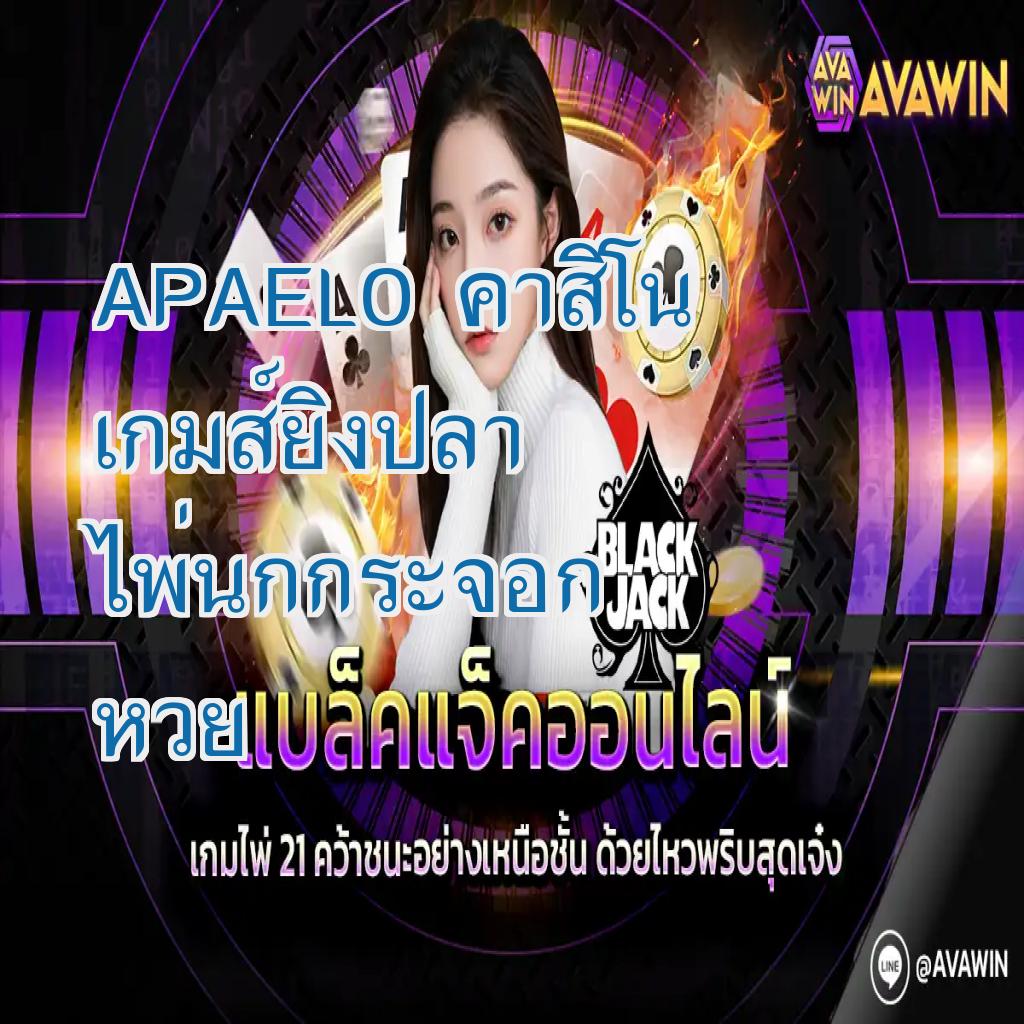 AVA
WIN
AVAWIN
APAELO คาสิโน
เกมส์ยิงปลา
ไพ่นกกระจอก
BLACK
JACK
หวย
แบล็คแจ็คออนไลน์
เกมไพ่ 21 คว้าชนะอย่างเหนือชั้น ด้วยไหวพริบสุดเจ๋ง
LINE
@AVAWIN